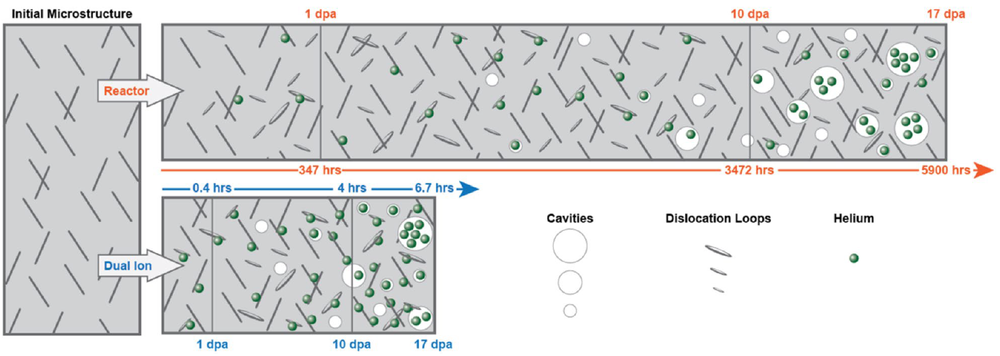 Initial Microstructure
1 dpa
10 dpa
17 dpa
Reactor
347 hrs
3472 hrs
5900 hrs
0.4 hrs
4 hrs
6.7 hrs
Cavities
Dislocation Loops
Helium
Dual Ion
1 dpa
10 dpa
17 dpa